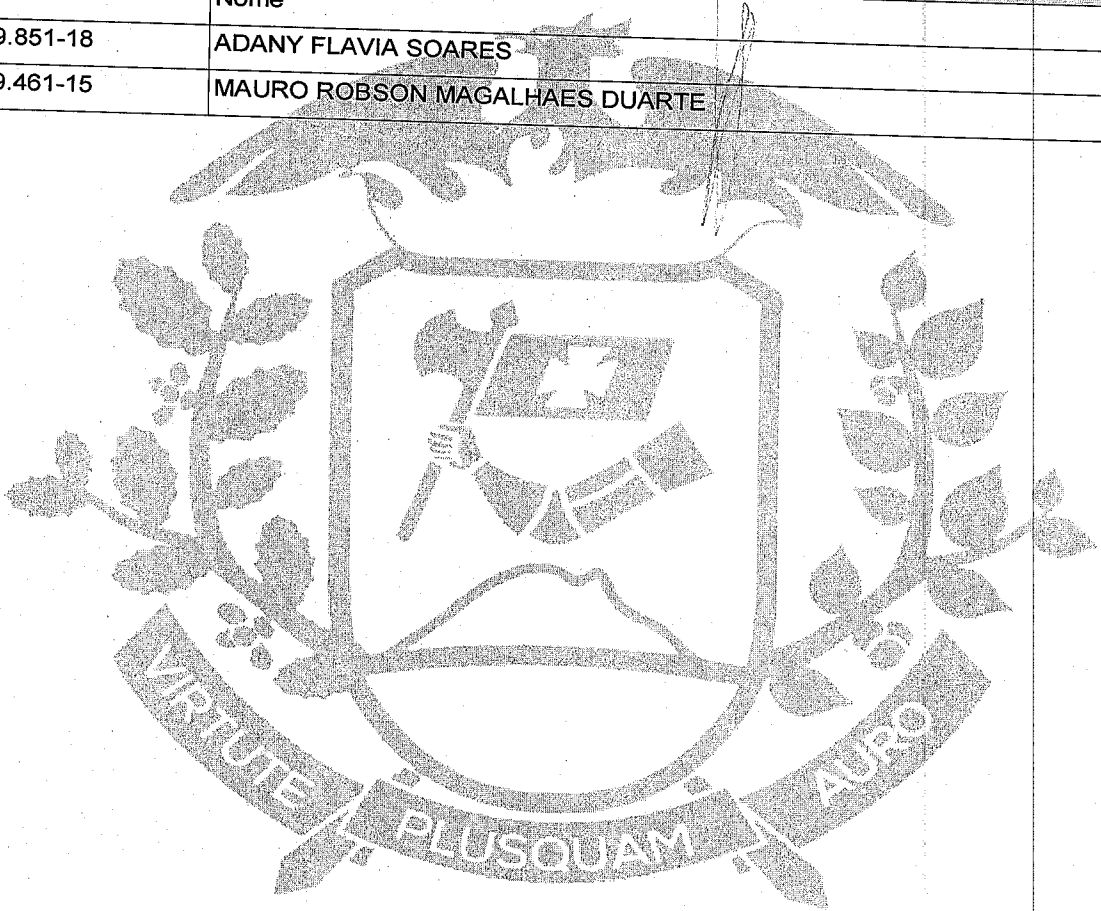 Nome
9.851-18 ADANY FLAVIA SOARES
9.461-15 MAURO ROBSON MAGALHAES DUARTE
VIRTUTE PLUSQUAM AURO